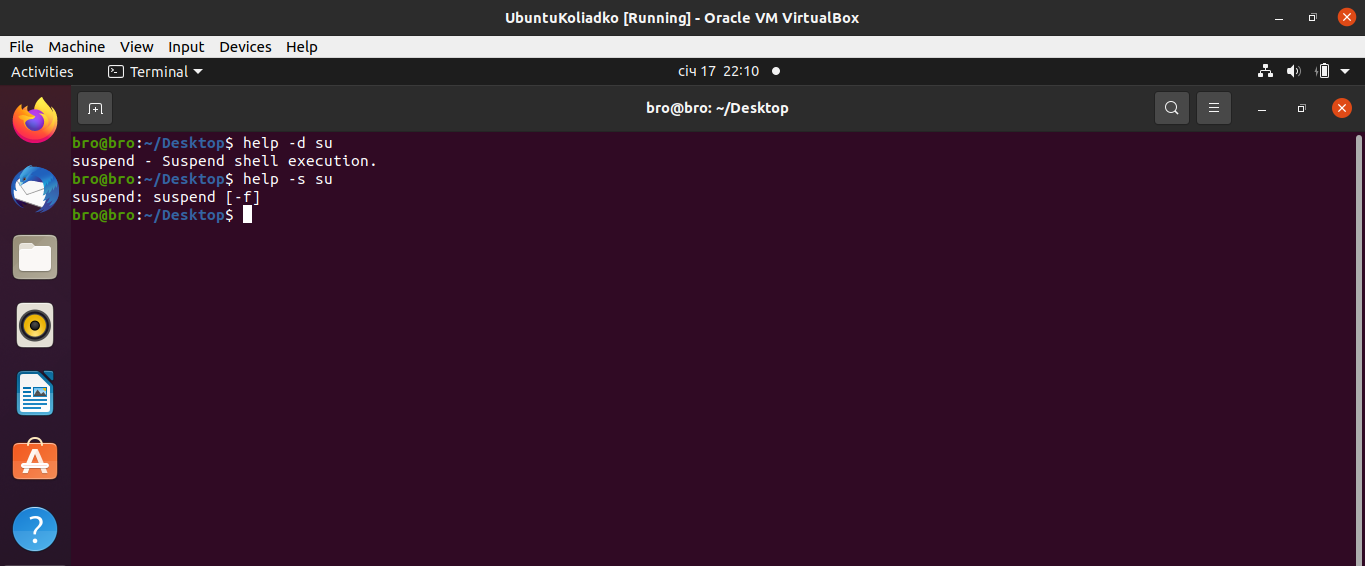 UbuntuKoliadko [Running] - Oracle VM VirtualBox
File Machine View Input Devices Help
Activities Terminal січ 17 22:10
bro@bro: ~/Desktop
bro@bro:~/Desktop$ help -d su
suspend - Suspend shell execution.
bro@bro:~/Desktop$ help -s su
suspend: suspend [-f]
bro@bro:~/Desktop$